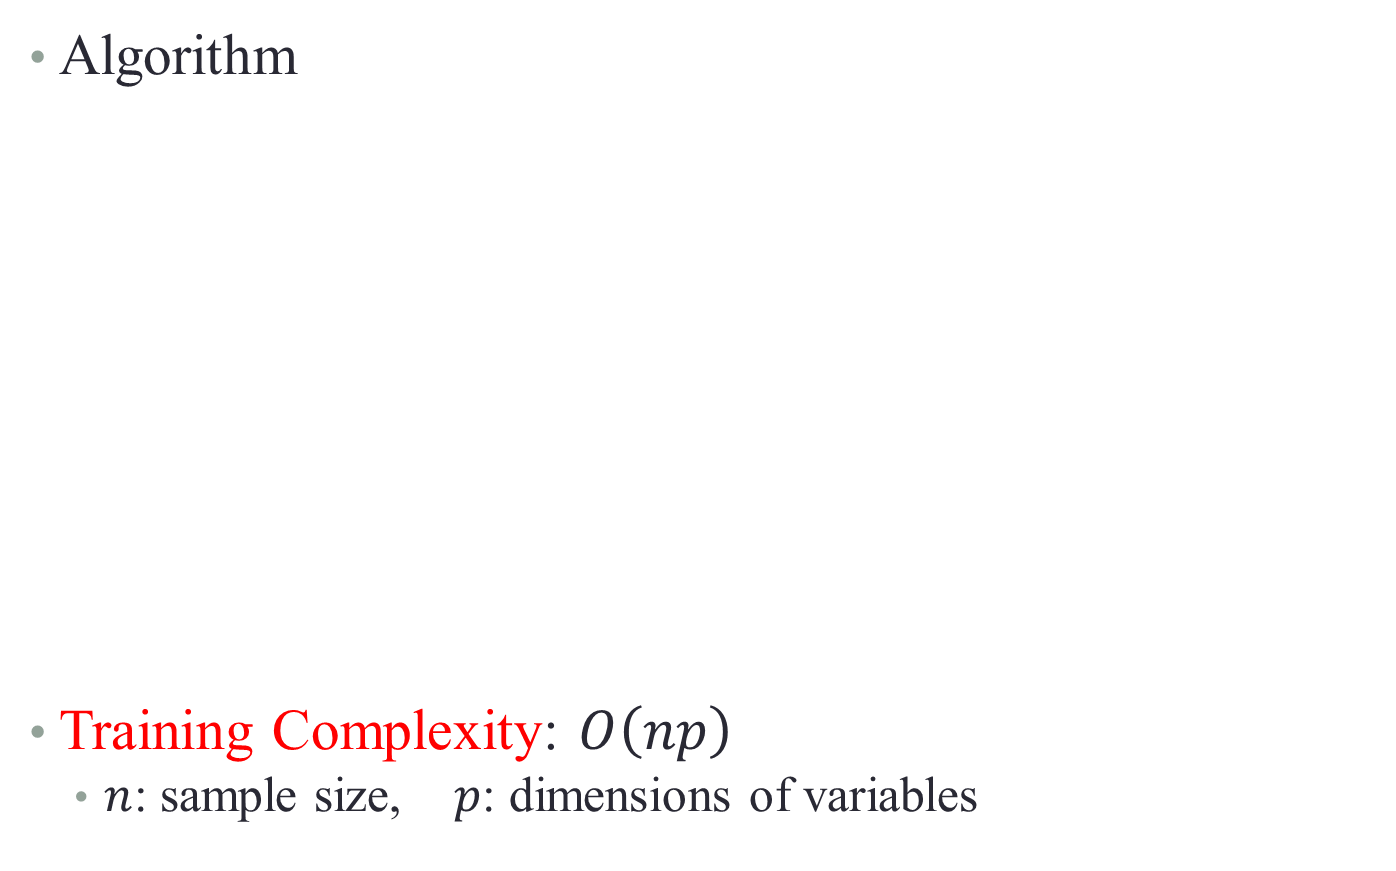 • Algorithm
• Training Complexity: O(np)
• n: sample size, p: dimensions of variables